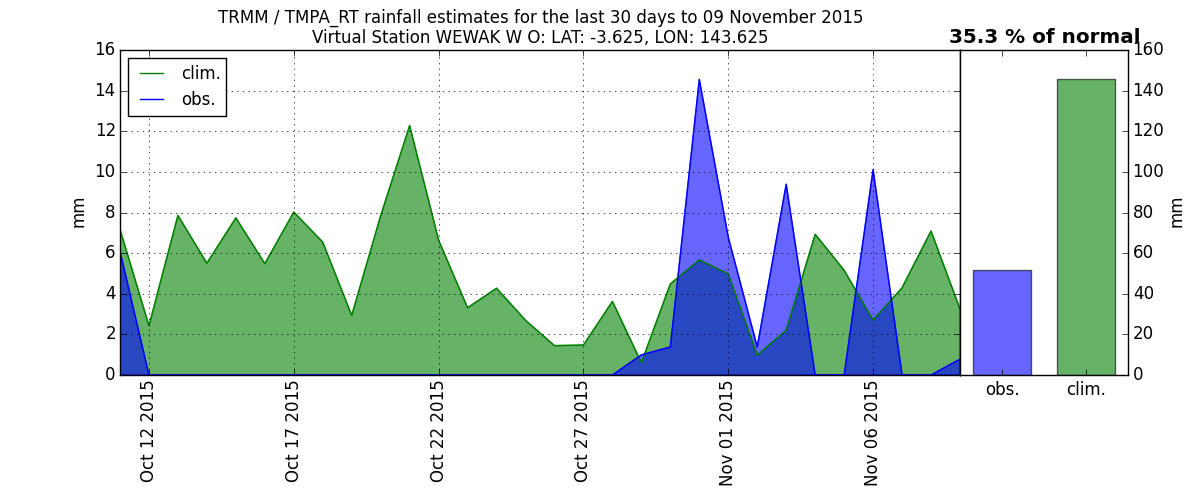 TRMM / TMPA_RT rainfall estimates for the last 30 days to 09 November 2015
Virtual Station WEWAK W O: LAT: -3.625, LON: 143.625
35.3 % of normal
clim.
obs.
16
14
12
10
8
6
4
2
0
mm
Oct 12 2015
Oct 17 2015
Oct 22 2015
Oct 27 2015
Nov 01 2015
Nov 06 2015
160
140
120
100
80
60
40
20
0
mm
obs.
clim.